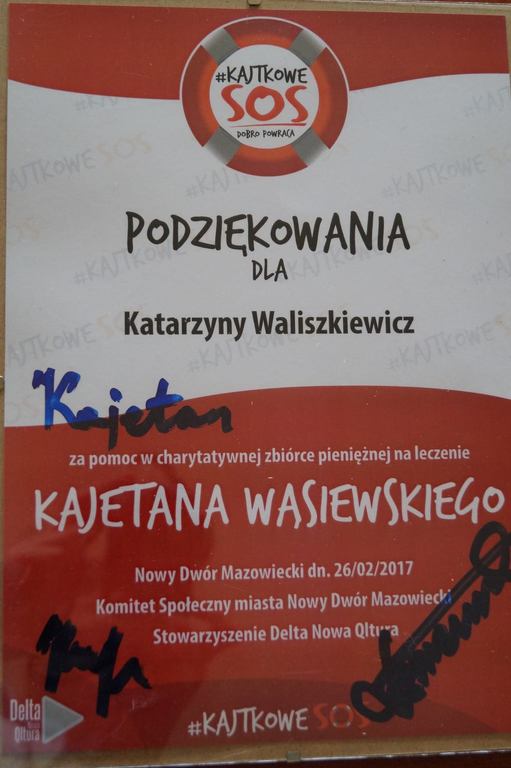 #KAJTKOWE
SOS
DOBRO POWRACA
PODZIĘKOWANIA
DLA
Katarzyny Waliszkiewicz
Kajetan
za pomoc w charytatywnej zbiórce pieniężnej na leczenie
KAJETANA WĄSIEWSKIEGO
Nowy Dwór Mazowiecki dn. 26/02/2017
Komitet Społeczny miasta Nowy Dwór Mazowiecki
Stowarzyszenie Delta Nowa Qltura
Delta
Nowa
Qltura
#KAJTKOWE SOS